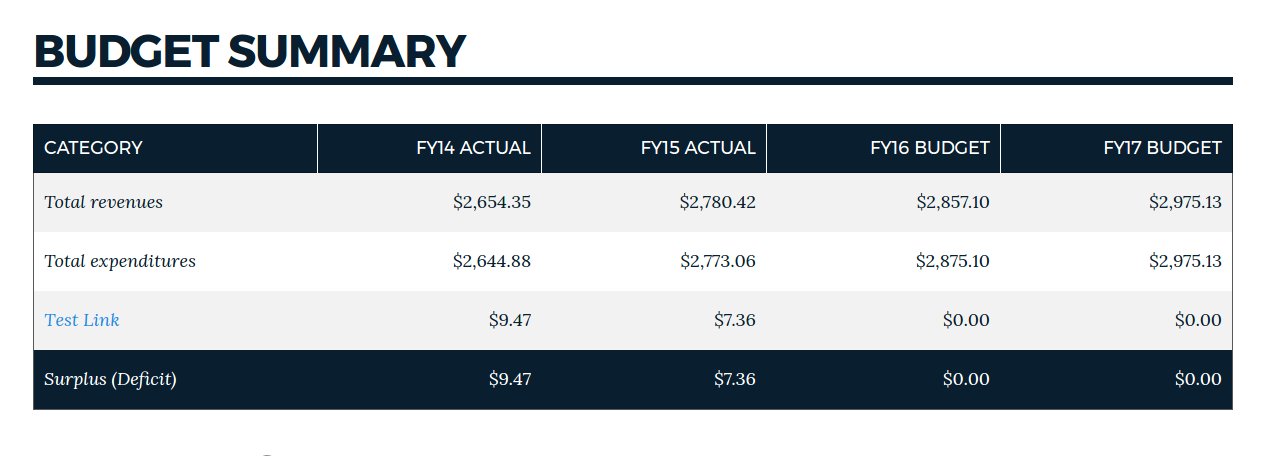 BUDGET SUMMARY
CATEGORY FY14 ACTUAL FY15 ACTUAL FY16 BUDGET FY17 BUDGET
Total revenues $2,654.35 $2,780.42 $2,857.10 $2,975.13
Total expenditures $2,644.88 $2,773.06 $2,875.10 $2,975.13
Test Link $9.47 $7.36 $0.00 $0.00
Surplus (Deficit) $9.47 $7.36 $0.00 $0.00